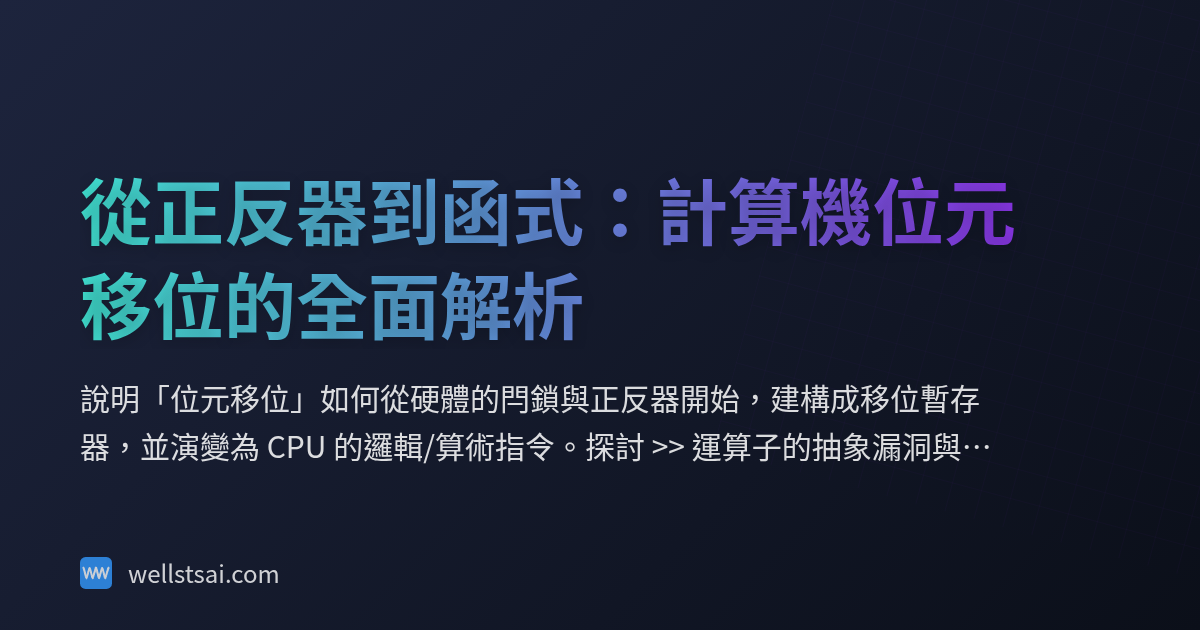 從正反器到函式：計算機位元
移位的全面解析
說明「位元移位」如何從硬體的閂鎖與正反器開始，建構成移位暫存
器，並演變為 CPU 的邏輯/算術指令。探討 >> 運算子的抽象漏洞與⋯
W wellstsai.com